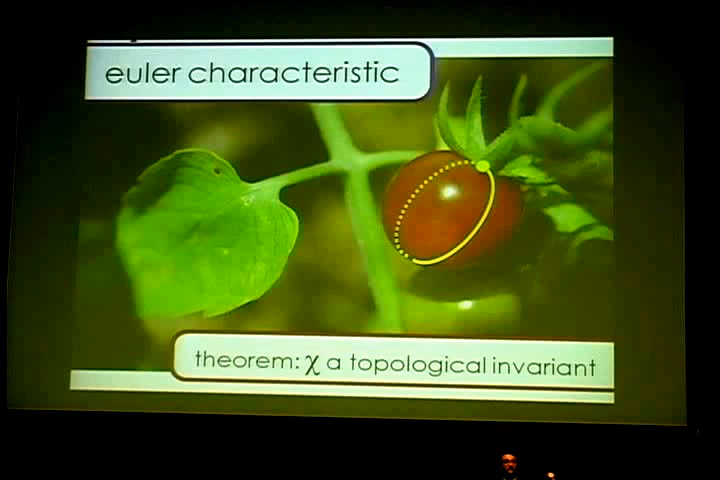 euler characteristic
theorem: χ a topological invariant